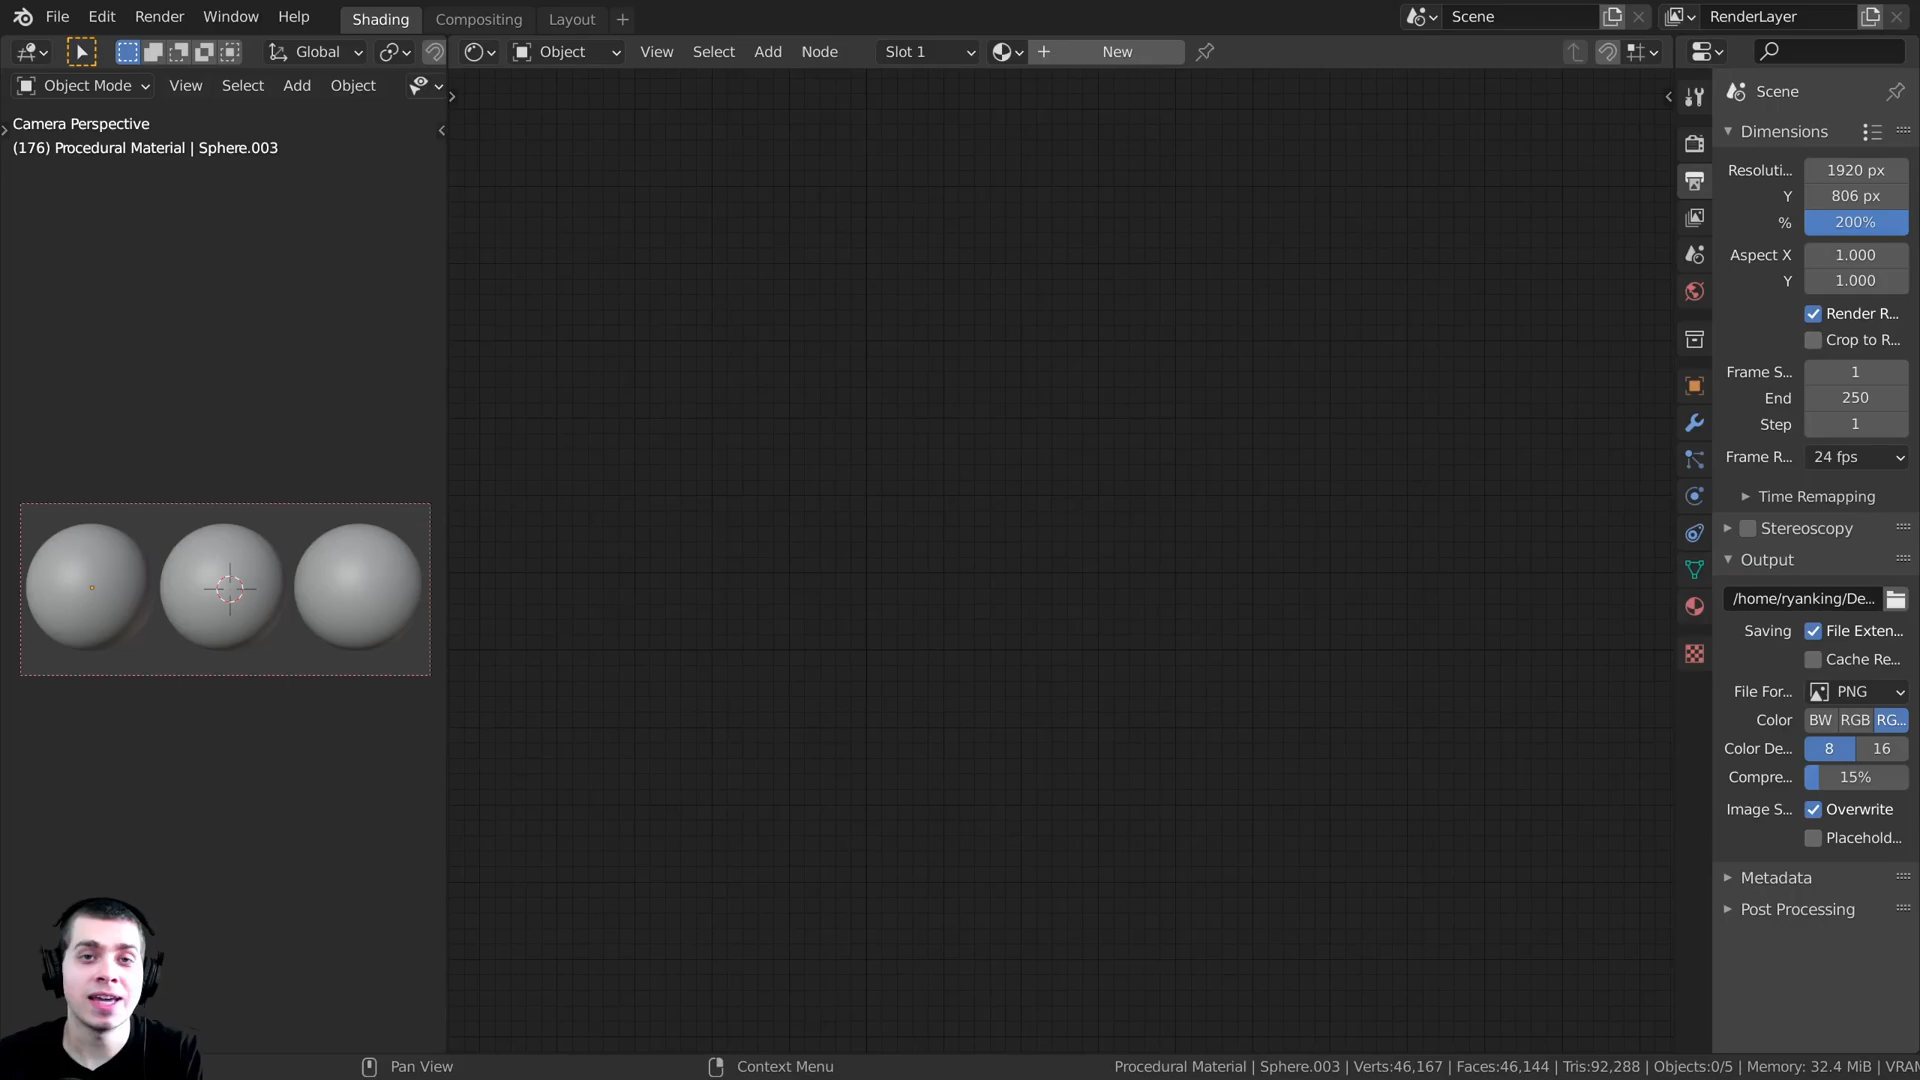 File Edit Render Window Help Shading Compositing Layout Scene RenderLayer
Global Object View Select Add Node Slot 1 New
Object Mode View Select Add Object
Camera Perspective
(176) Procedural Material | Sphere.003
Scene
Dimensions
Resoluti... 1920 px
Y 806 px
% 200%
Aspect X 1.000
Y 1.000
Render R...
Crop to R...
Frame S... 1
End 250
Step 1
Frame R... 24 fps
Time Remapping
Stereoscopy
Output
/home/ryanking/De...
Saving File Exten...
Cache Re...
File For... PNG
Color BW RGB RG...
Color De... 8 16
Compre... 15%
Image S... Overwrite
Placehold...
Metadata
Post Processing
Pan View Context Menu Procedural Material | Sphere.003 | Verts:46,167 | Faces:46,144 | Tris:92,288 | Objects:0/5 | Memory: 32.4 MiB | VRAM